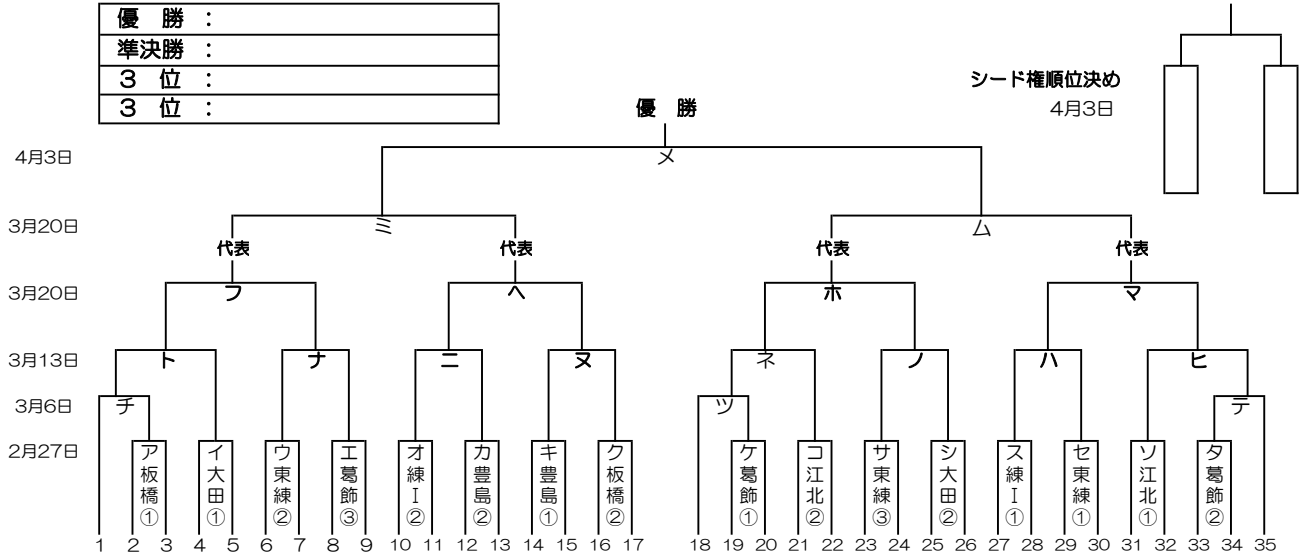 優　勝　：
準決勝　：
３　位　：
３　位　：
シード権順位決め
4月3日
優　勝
4月3日
メ
3月20日
ミ
ム
代表
代表
代表
代表
3月20日
フ
ヘ
ホ
マ
3月13日
ト
ナ
ニ
ヌ
ネ
ノ
ハ
ヒ
3月6日
チ
ツ
テ
2月27日
ア板橋①
イ大田①
ウ東練②
エ葛飾③
オ練Ⅰ②
カ豊島②
キ豊島①
ク板橋②
ケ葛飾①
コ江北②
サ東練③
シ大田②
ス練Ⅰ①
セ東練①
ソ江北①
タ葛飾②
1 2 3 4 5 6 7 8 9 10 11 12 13 14 15 16 17 18 19 20 21 22 23 24 25 26 27 28 29 30 31 32 33 34 35